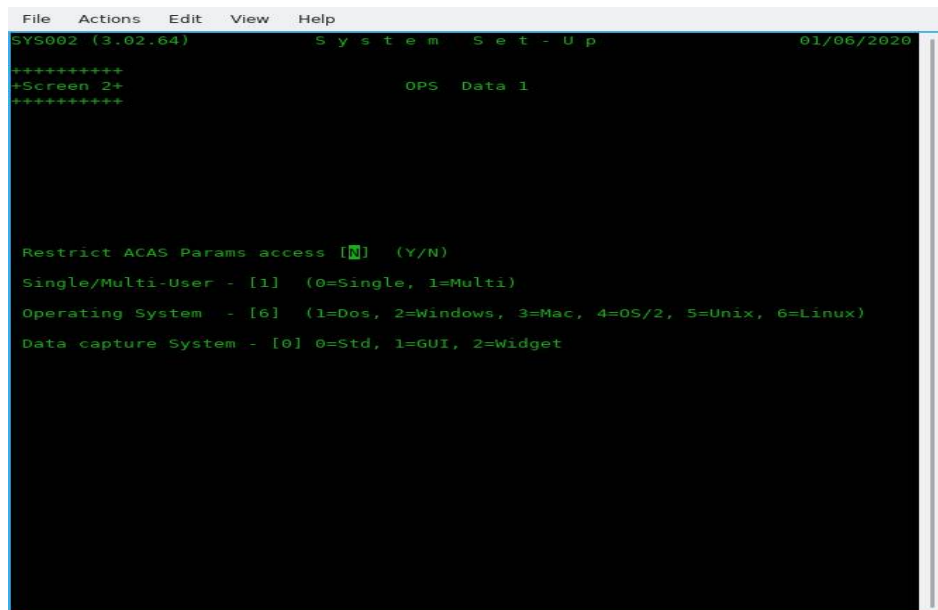 File Actions Edit View Help
SYS002 (3.02.64) S y s t e m S e t - U p 01/06/2020
++++++++++
+Screen 2+ OPS Data 1
++++++++++
Restrict ACAS Params access [N] (Y/N)
Single/Multi-User - [1] (0=Single, 1=Multi)
Operating System - [6] (1=Dos, 2=Windows, 3=Mac, 4=OS/2, 5=Unix, 6=Linux)
Data capture System - [0] 0=Std, 1=GUI, 2=Widget